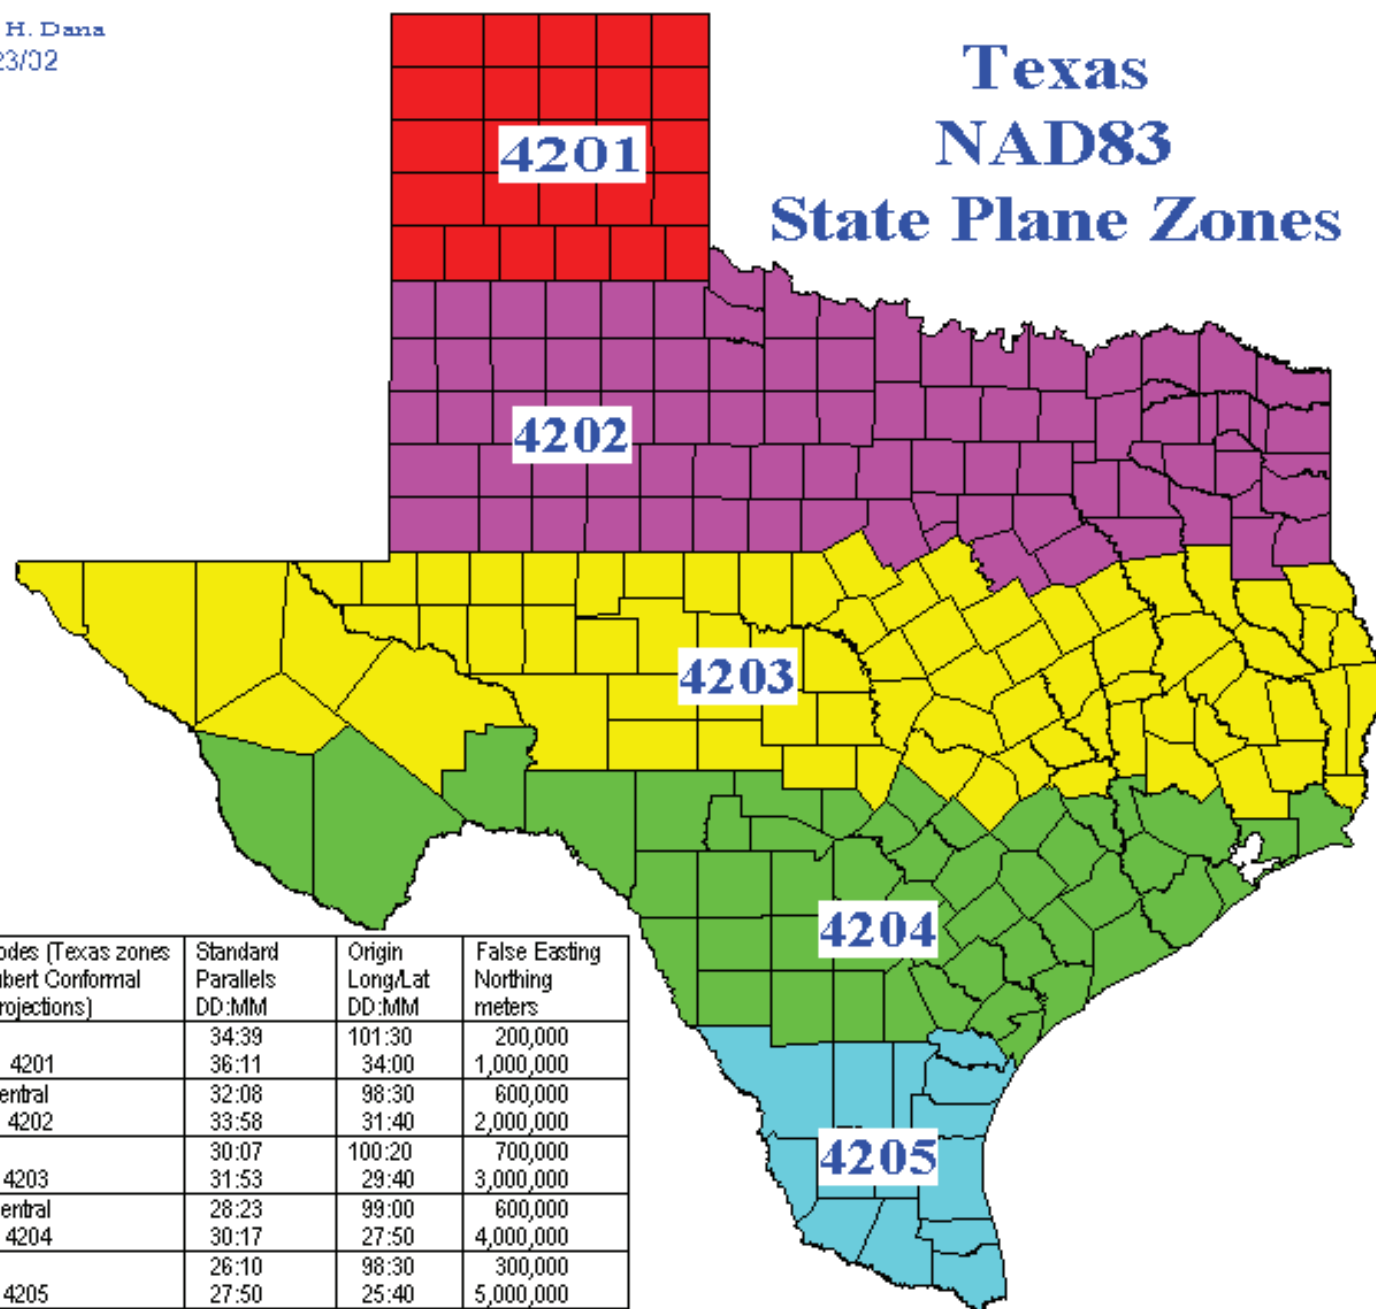 H. Dana
23/02
Texas
NAD83
State Plane Zones
4201
4202
4203
4204
4205
odes (Texas zones Standard Origin False Easting
bert Conformal Parallels Long/Lat Northing
rojections) DD:MM DD:MM meters
34:39 101:30 200,000
4201 36:11 34:00 1,000,000
entral 32:08 98:30 600,000
4202 33:58 31:40 2,000,000
30:07 100:20 700,000
4203 31:53 29:40 3,000,000
entral 28:23 99:00 600,000
4204 30:17 27:50 4,000,000
26:10 98:30 300,000
4205 27:50 25:40 5,000,000